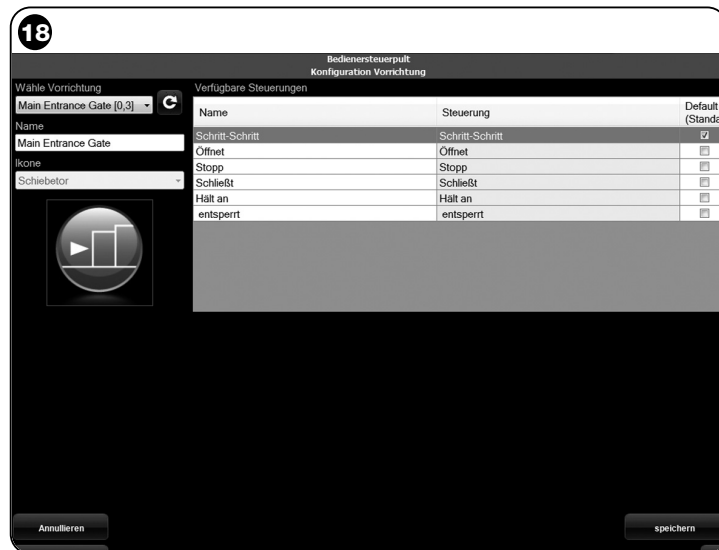 18
Bedienersteuerpult
Konfiguration Vorrichtung
Wähle Vorrichtung
Main Entrance Gate [0,3]
Name
Main Entrance Gate
Ikone
Schiebetor
Verfügbare Steuerungen
Name Steuerung Default
(Standa
Schritt-Schritt Schritt-Schritt
Öffnet Öffnet
Stopp Stopp
Schließt Schließt
Hält an Hält an
entsperrt entsperrt
Annullieren speichern